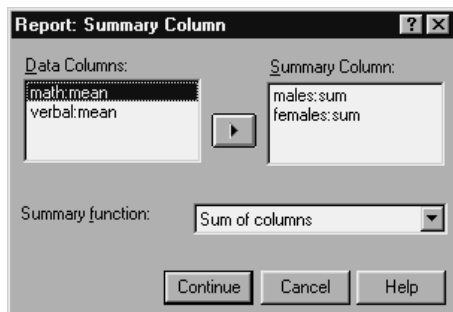 Report: Summary Column
Data Columns:
math:mean
verbal:mean
Summary Column:
males:sum
females:sum
Summary function:
Sum of columns
Continue
Cancel
Help